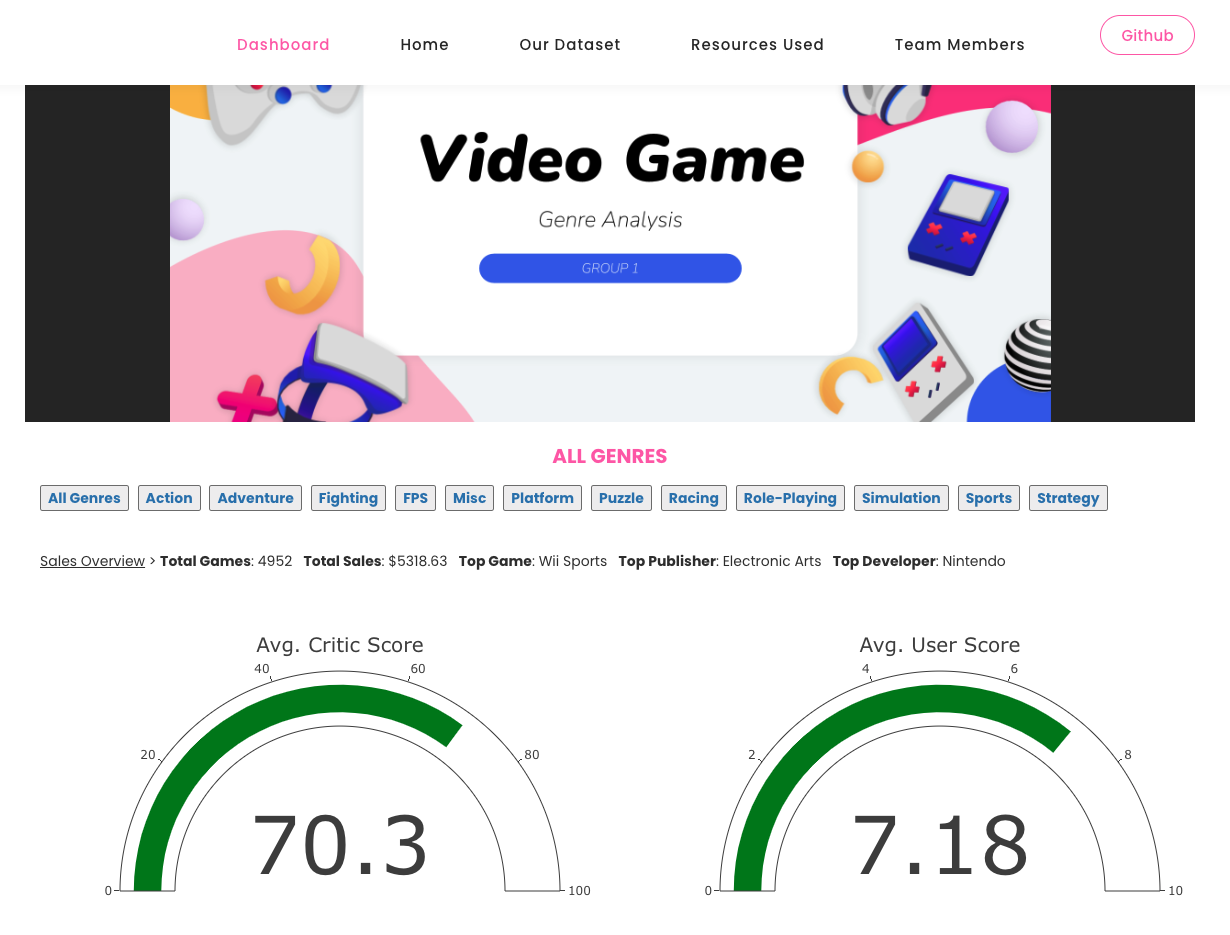 Dashboard Home Our Dataset Resources Used Team Members Github
Video Game
Genre Analysis
GROUP 1
ALL GENRES
All Genres Action Adventure Fighting FPS Misc Platform Puzzle Racing Role-Playing Simulation Sports Strategy
Sales Overview > Total Games: 4952 Total Sales: $5318.63 Top Game: Wii Sports Top Publisher: Electronic Arts Top Developer: Nintendo
Avg. Critic Score
40 60
20 80
70.3
0 100
Avg. User Score
4 6
2 8
7.18
0 10